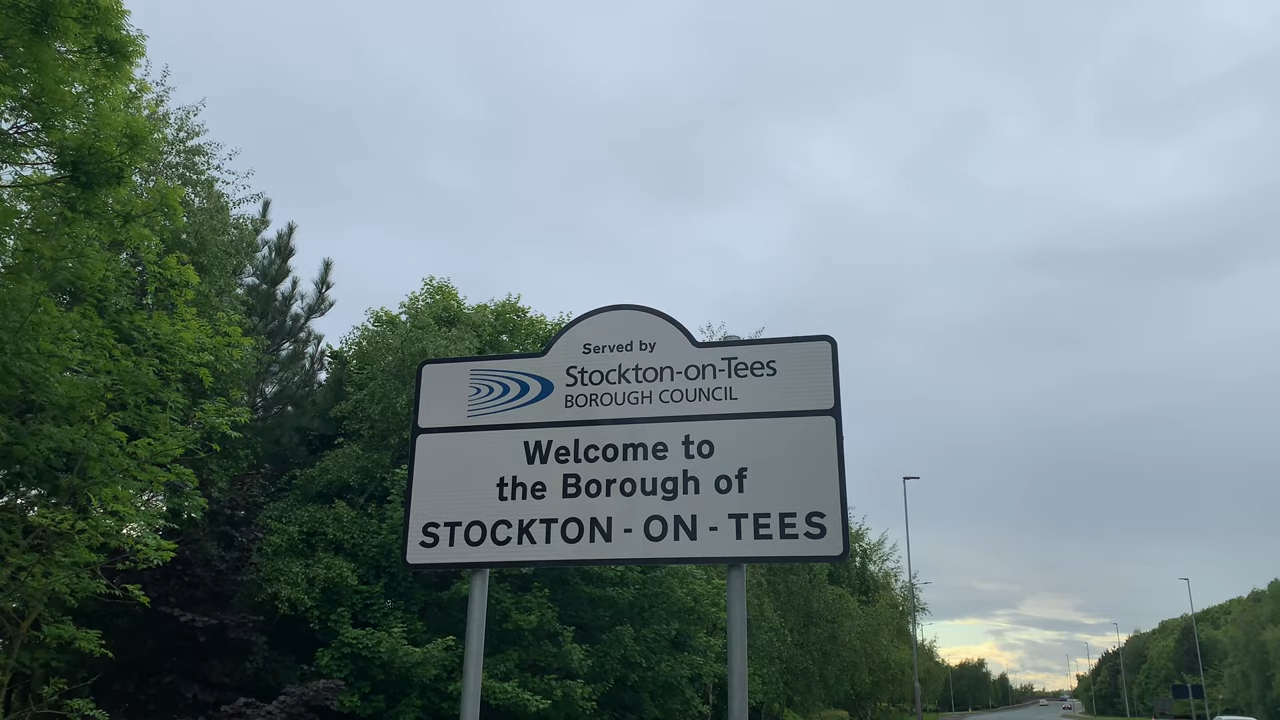 Served by
Stockton-on-Tees
BOROUGH COUNCIL
Welcome to
the Borough of
STOCKTON - ON - TEES